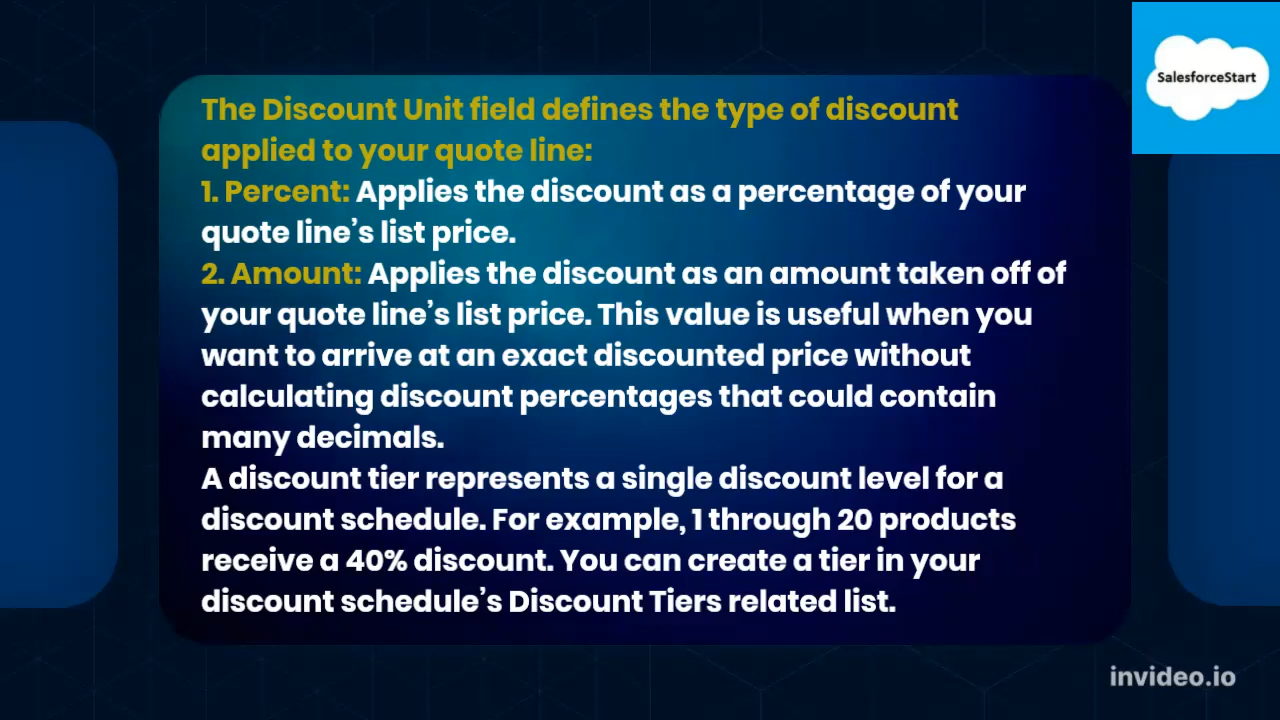 SalesforceStart
The Discount Unit field defines the type of discount
applied to your quote line:
1. Percent: Applies the discount as a percentage of your
quote line's list price.
2. Amount: Applies the discount as an amount taken off of
your quote line's list price. This value is useful when you
want to arrive at an exact discounted price without
calculating discount percentages that could contain
many decimals.
A discount tier represents a single discount level for a
discount schedule. For example, 1 through 20 products
receive a 40% discount. You can create a tier in your
discount schedule's Discount Tiers related list.
invideo.io